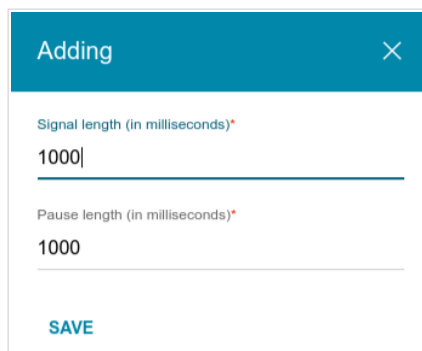 Adding
Signal length (in milliseconds)*
1000
Pause length (in milliseconds)*
1000
SAVE